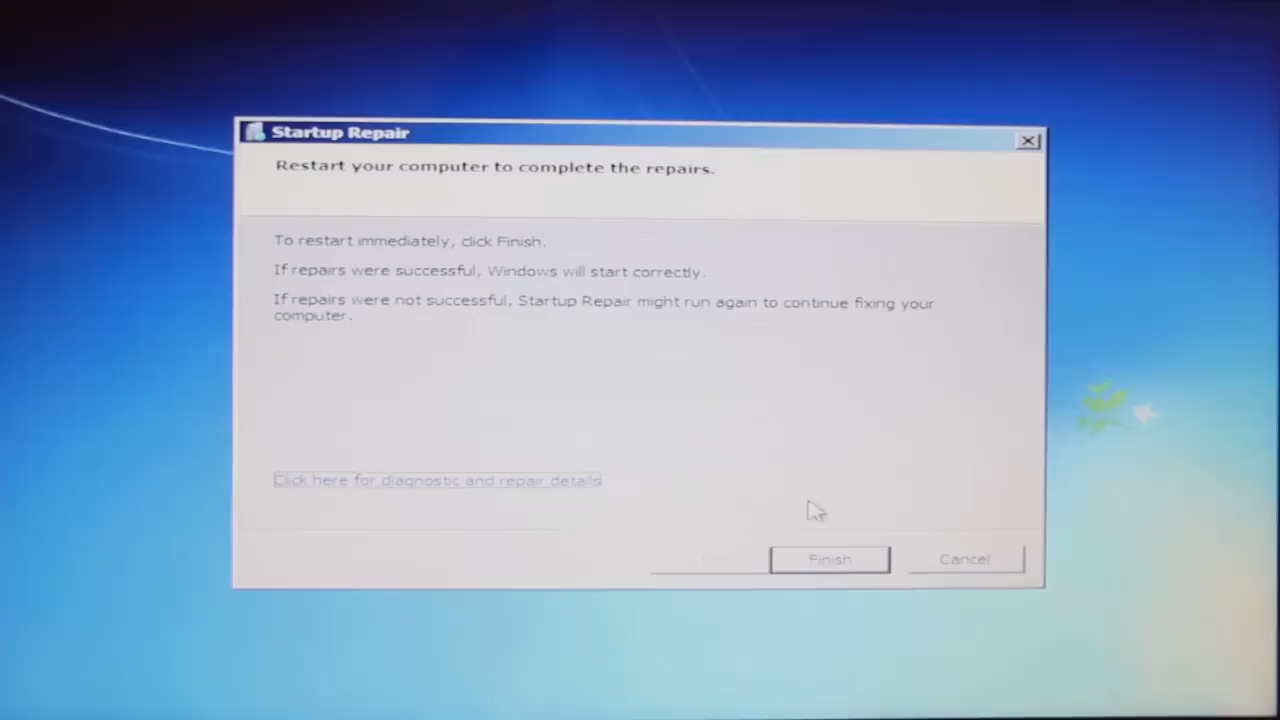 Startup Repair
Restart your computer to complete the repairs.
To restart immediately, click Finish.
If repairs were successful, Windows will start correctly.
If repairs were not successful, Startup Repair might run again to continue fixing your
computer.
Click here for diagnostic and repair details
Finish
Cancel